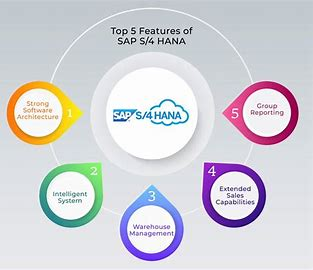 Top 5 Features of
SAP S/4 HANA
SAP S/4HANA
1
Strong
Software
Architecture
2
Intelligent
System
3
Warehouse
Management
4
Extended
Sales
Capabilities
5
Group
Reporting